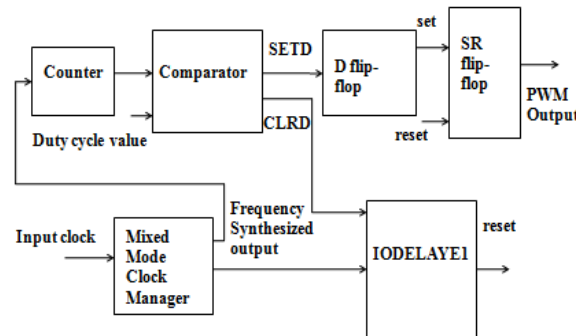 Counter
Comparator
SETD
D flip-
flop
set
SR
flip-
flop
PWM
Output
reset
Duty cycle value
CLRD
Input clock
Mixed
Mode
Clock
Manager
Frequency
Synthesized
output
IODELAYE1
reset